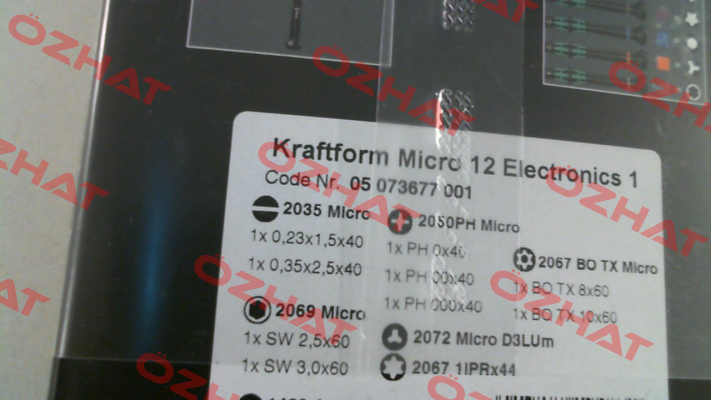 Kraftform Micro 12 Electronics 1
Code Nr. 05 073677 001
2035 Micro
1x 0,23x1,5x40
1x 0,35x2,5x40
2069 Micro
1x SW 2,5x60
1x SW 3,0x60
2050PH Micro
1x PH 0x40
1x PH 00x40
1x PH 000x40
2072 Micro D3LUm
2067.1IPRx44
2067 BO TX Micro
1x BO TX 8x60
1x BO TX 10x60
ÖZHAT
ÖZHAT
ÖZHAT
ÖZHAT
ÖZHAT
ÖZHAT
ÖZHAT
ÖZHAT
ÖZHAT
ÖZHAT